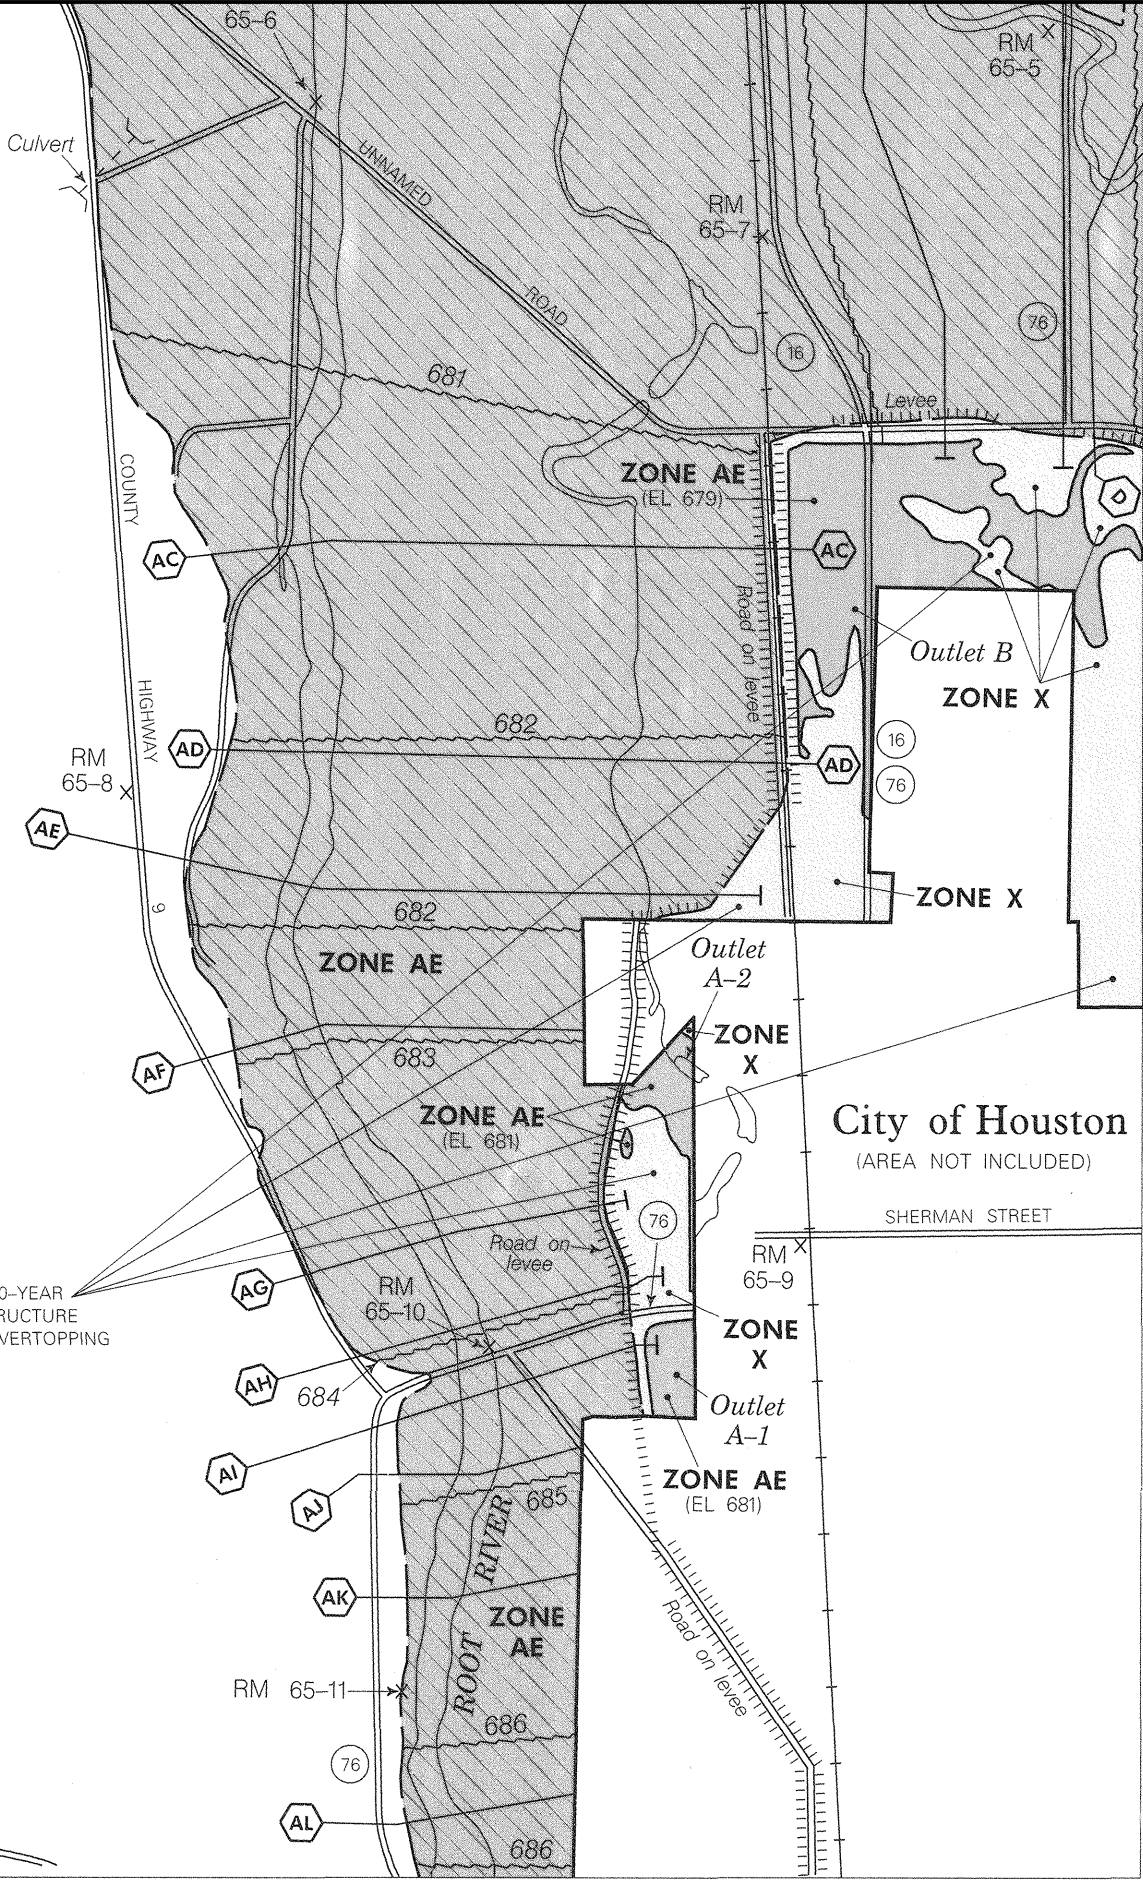 65–6
RM
65–5
Culvert
UNNAMED
RM
65–7
ROAD
76
16
681
Levee
COUNTY
ZONE AE
(EL 679)
D
AC
AC
Road on levee
Outlet B
ZONE X
HIGHWAY
682
AD
RM
65–8
AD
16
76
AE
9
682
ZONE X
ZONE AE
Outlet
A–2
ZONE
X
AF
683
ZONE AE
(EL 681)
City of Houston
(AREA NOT INCLUDED)
76
SHERMAN STREET
Road on
levee
RM
65–9
AG
RM
65–10
0–YEAR
RUCTURE
VERTOPPING
ZONE
X
AH
684
Outlet
A–1
AI
ZONE AE
(EL 681)
AJ
685
ROOT RIVER
AK
ZONE
AE
Road on levee
RM 65–11
686
76
AL
686